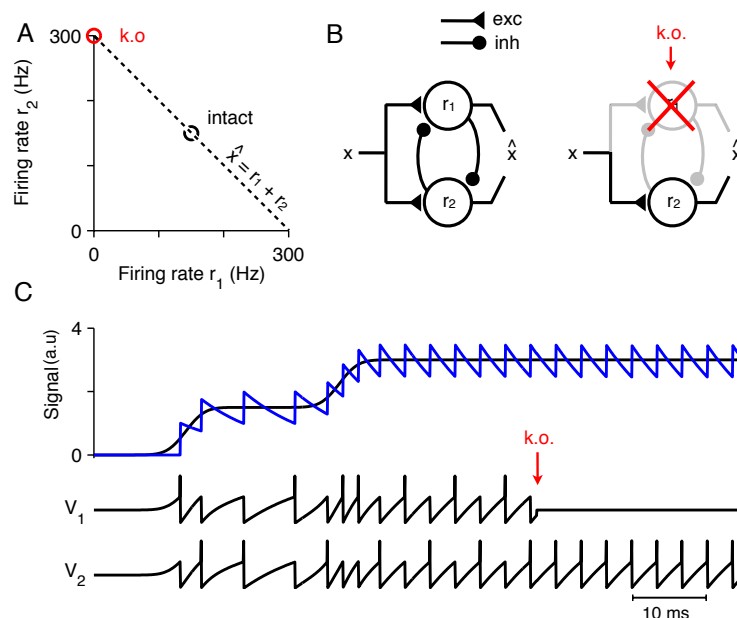 A
300
k.o
intact
x̂ = r1 + r2
Firing rate r2 (Hz)
0
0
300
Firing rate r1 (Hz)
B
exc
inh
k.o.
x
r1
r2
x̂
x
r2
C
4
2
0
Signal (a.u)
k.o.
V1
V2
10 ms